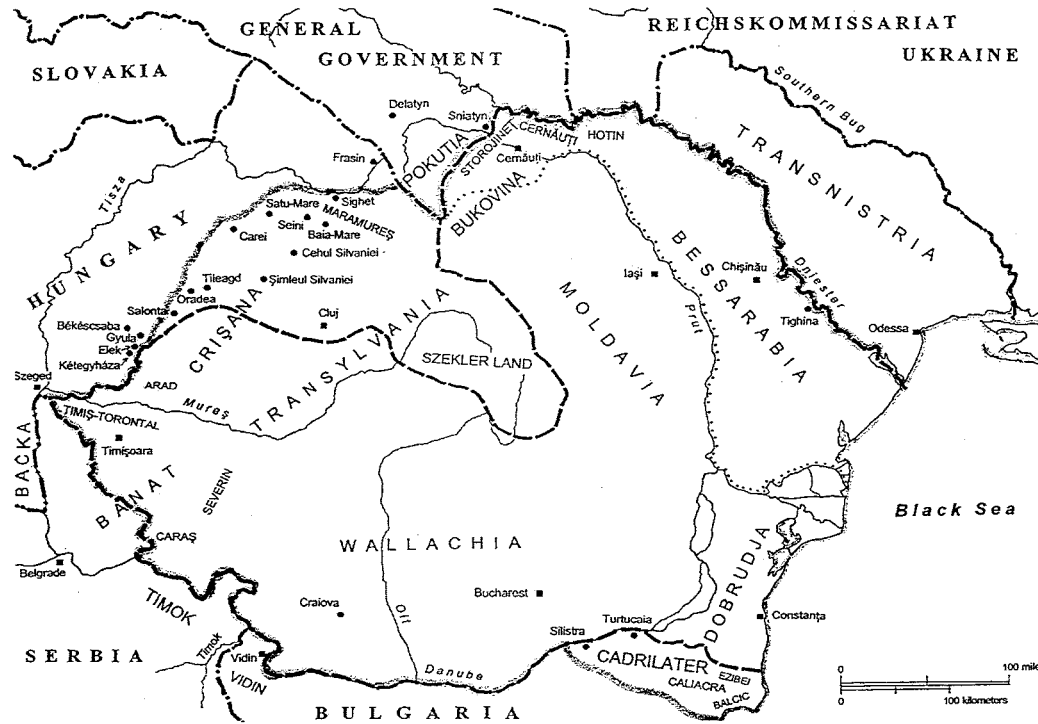 GENERAL
GOVERNMENT
REICHSKOMMISSARIAT
UKRAINE
SLOVAKIA
Southern Bug
TRANSNISTRIA
Delatyn
Sniatyn
POKUTIA
STOROJINEȚ
CERNĂUȚI
HOTIN
Cernăuți
Frasin
BUKOVINA
Tisza
HUNGARY
Sighet
MARAMUREȘ
Satu-Mare
Seini
Baia-Mare
Carei
Cehul Silvaniei
Tileagd
Șimleul Silvaniei
Oradea
Salonta
CRIȘANA
Cluj
Békéscsaba
Gyula
Elek
Kétegyháza
Szeged
ARAD
Mureș
TRANSYLVANIA
SZEKLER LAND
MOLDAVIA
Iași
BESSARABIA
Chișinău
Prut
Dniester
Tighina
Odessa
TIMIȘ-TORONTAL
Timișoara
BAČKA
BANAT
SEVERIN
CARAȘ
Belgrade
WALLACHIA
Black Sea
TIMOK
Craiova
Olt
Bucharest
DOBRUDJA
Constanța
Turtucaia
Silistra
SERBIA
Timok
Vidin
VIDIN
Danube
CADRILATER
EZIBEI
CALIACRA
BALCIC
BULGARIA
0 100 mile
0 100 kilometers